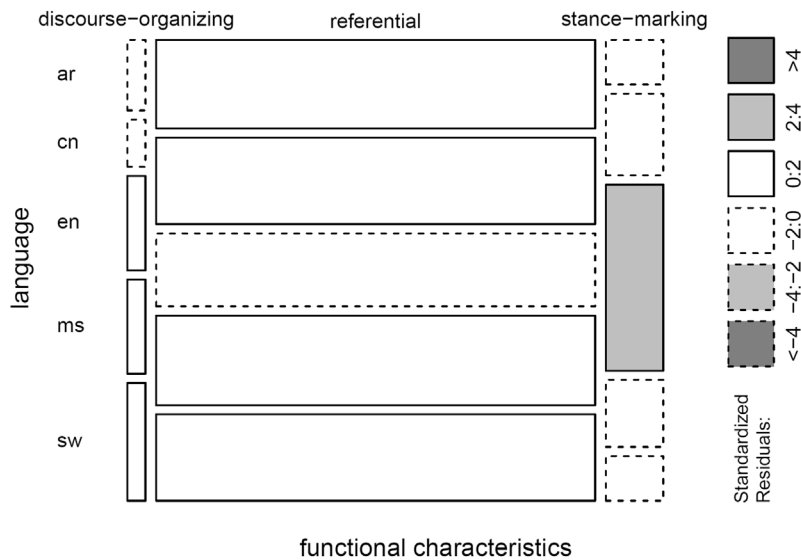 discourse−organizing referential stance−marking
ar
cn
en
ms
sw
language
functional characteristics
>4
2:4
0:2
−2:0
−4:−2
<−4
Standardized
Residuals: